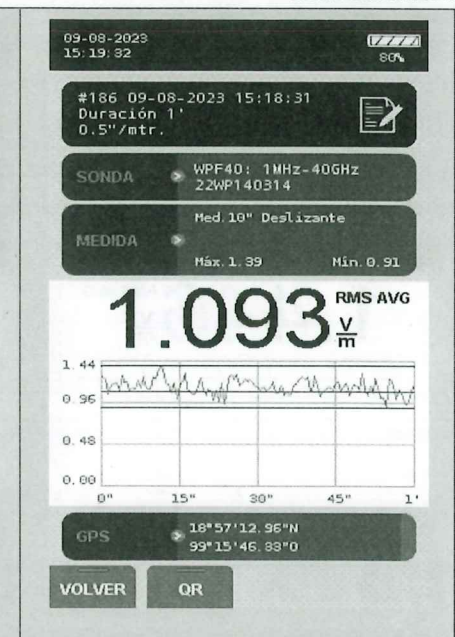 09-08-2023
15:19:32
80%
#186 09-08-2023 15:18:31
Duración 1'
0.5"/mtr.
SONDA
WPF40: 1MHz-40GHz
22WP140314
MEDIDA
Med.10" Deslizante
Máx.1.39 Mín.0.91
1.093 RMS AVG
V/m
1.44
0.96
0.48
0.00
0" 15" 30" 45" 1'
GPS
18°57'12.96"N
99°15'46.83"O
VOLVER QR